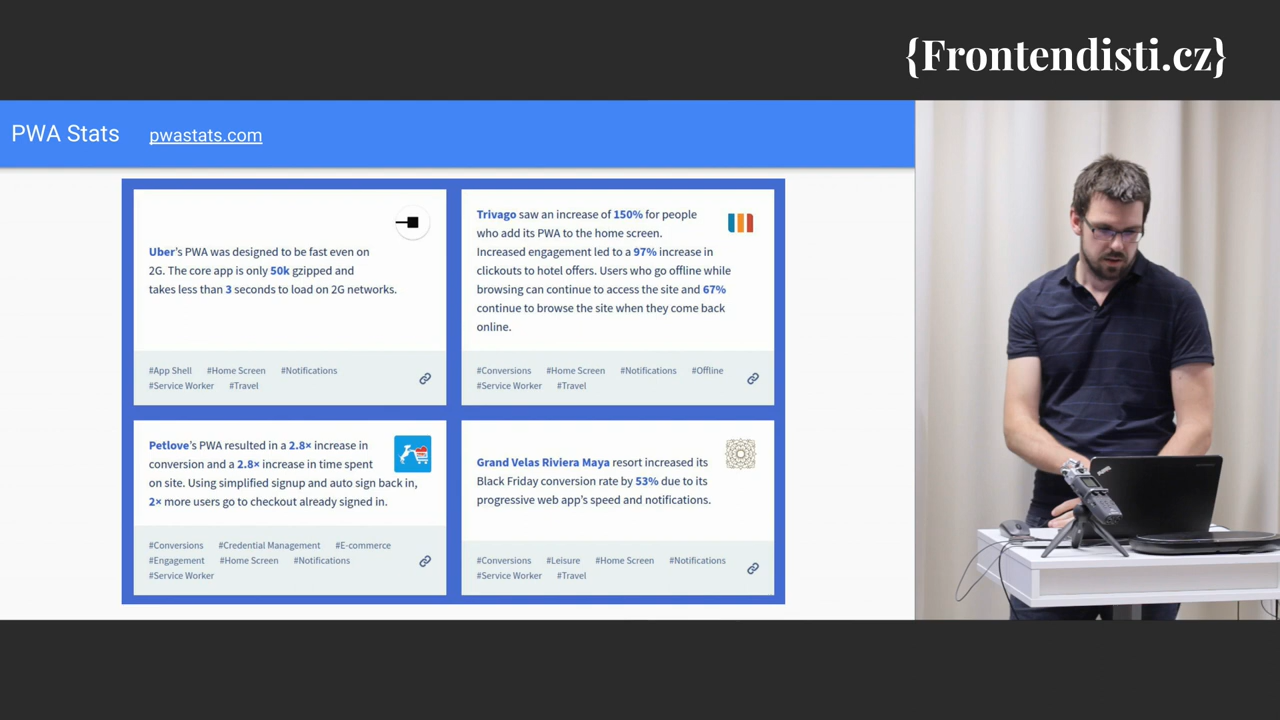 {Frontendisti.cz}
PWA Stats pwastats.com
Uber's PWA was designed to be fast even on
2G. The core app is only 50k gzipped and
takes less than 3 seconds to load on 2G networks.
#App Shell #Home Screen #Notifications
#Service Worker #Travel
Trivago saw an increase of 150% for people
who add its PWA to the home screen.
Increased engagement led to a 97% increase in
clickouts to hotel offers. Users who go offline while
browsing can continue to access the site and 67%
continue to browse the site when they come back
online.
#Conversions #Home Screen #Notifications #Offline
#Service Worker #Travel
Petlove's PWA resulted in a 2.8× increase in
conversion and a 2.8× increase in time spent
on site. Using simplified signup and auto sign back in,
2× more users go to checkout already signed in.
#Conversions #Credential Management #E-commerce
#Engagement #Home Screen #Notifications
#Service Worker
Grand Velas Riviera Maya resort increased its
Black Friday conversion rate by 53% due to its
progressive web app's speed and notifications.
#Conversions #Leisure #Home Screen #Notifications
#Service Worker #Travel